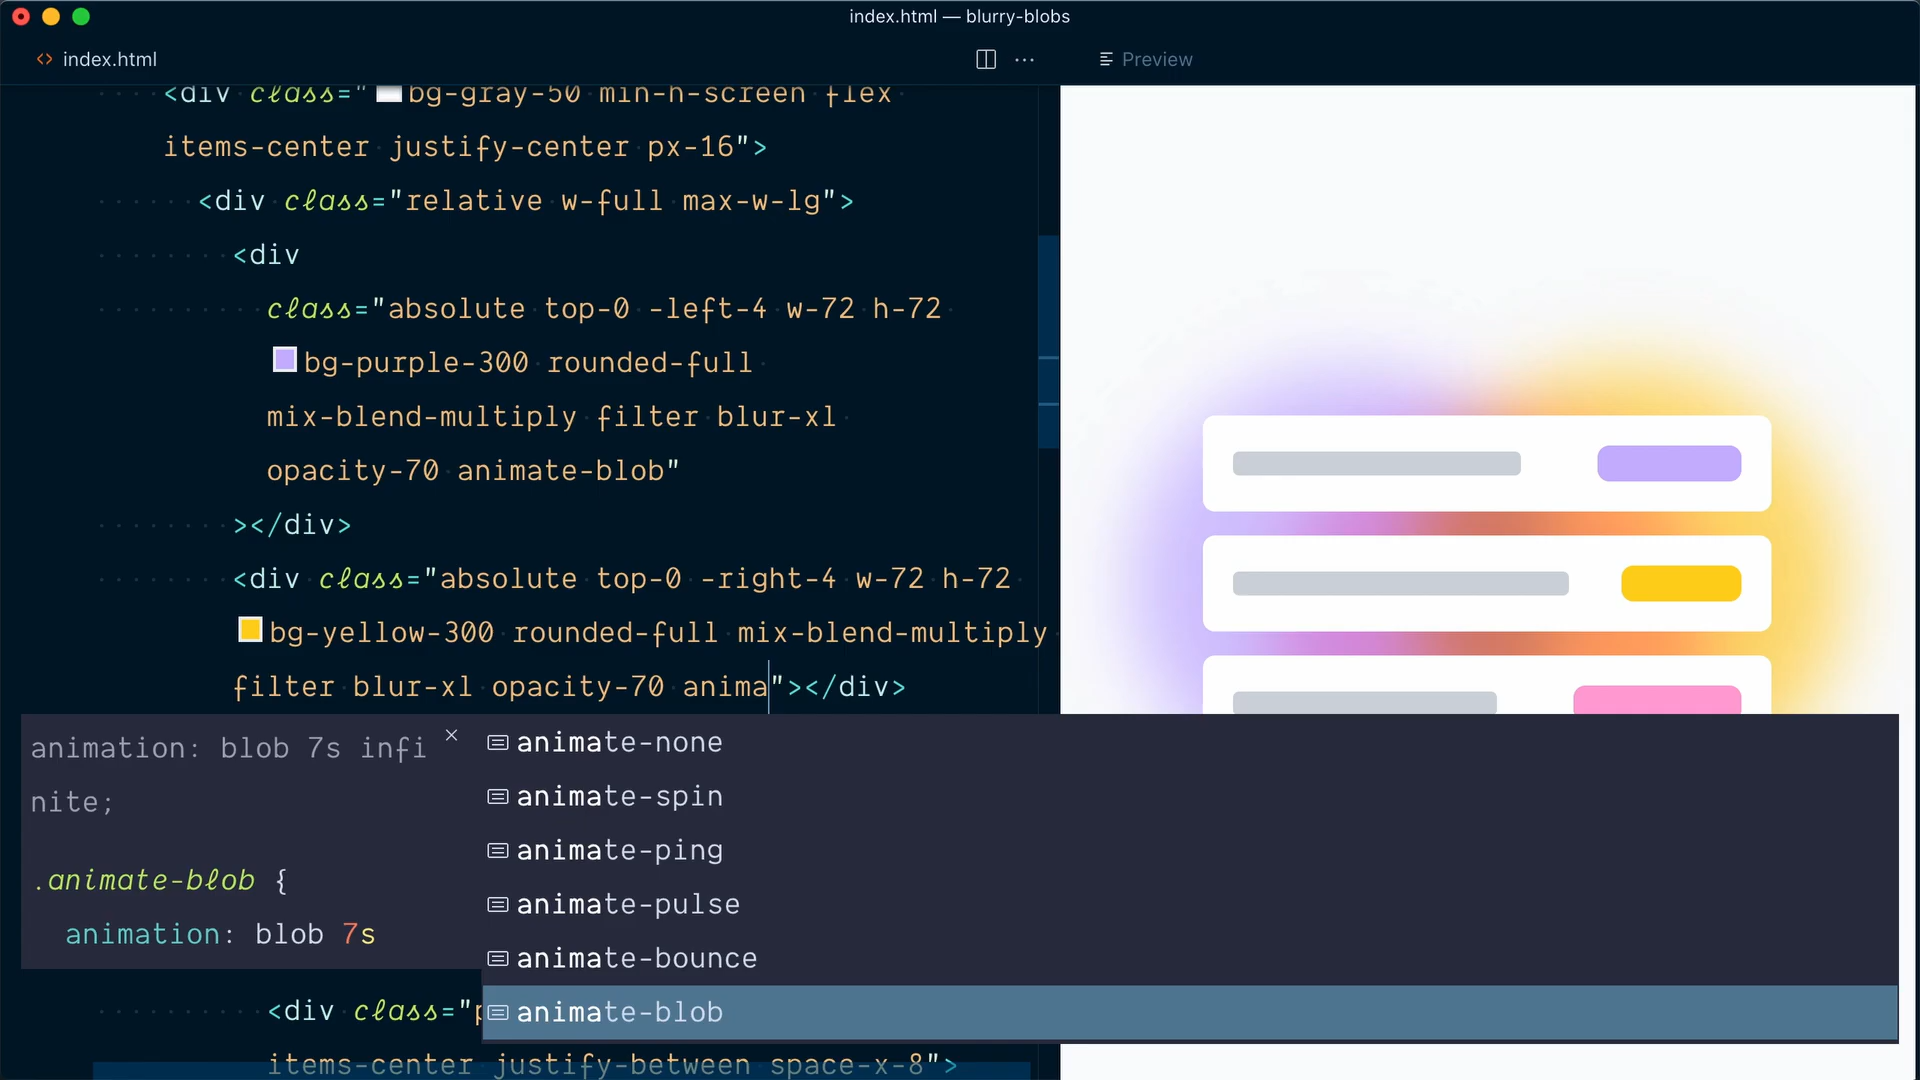 index.html — blurry-blobs
<> index.html
Preview
<div class="bg-gray-50 min-h-screen flex
items-center justify-center px-16">
<div class="relative w-full max-w-lg">
<div
class="absolute top-0 -left-4 w-72 h-72
bg-purple-300 rounded-full
mix-blend-multiply filter blur-xl
opacity-70 animate-blob"
></div>
<div class="absolute top-0 -right-4 w-72 h-72
bg-yellow-300 rounded-full mix-blend-multiply
filter blur-xl opacity-70 anima"></div>
animation: blob 7s infi
nite;
.animate-blob {
animation: blob 7s
animate-none
animate-spin
animate-ping
animate-pulse
animate-bounce
animate-blob
<div class="p
items-center justify-between space-x-8">